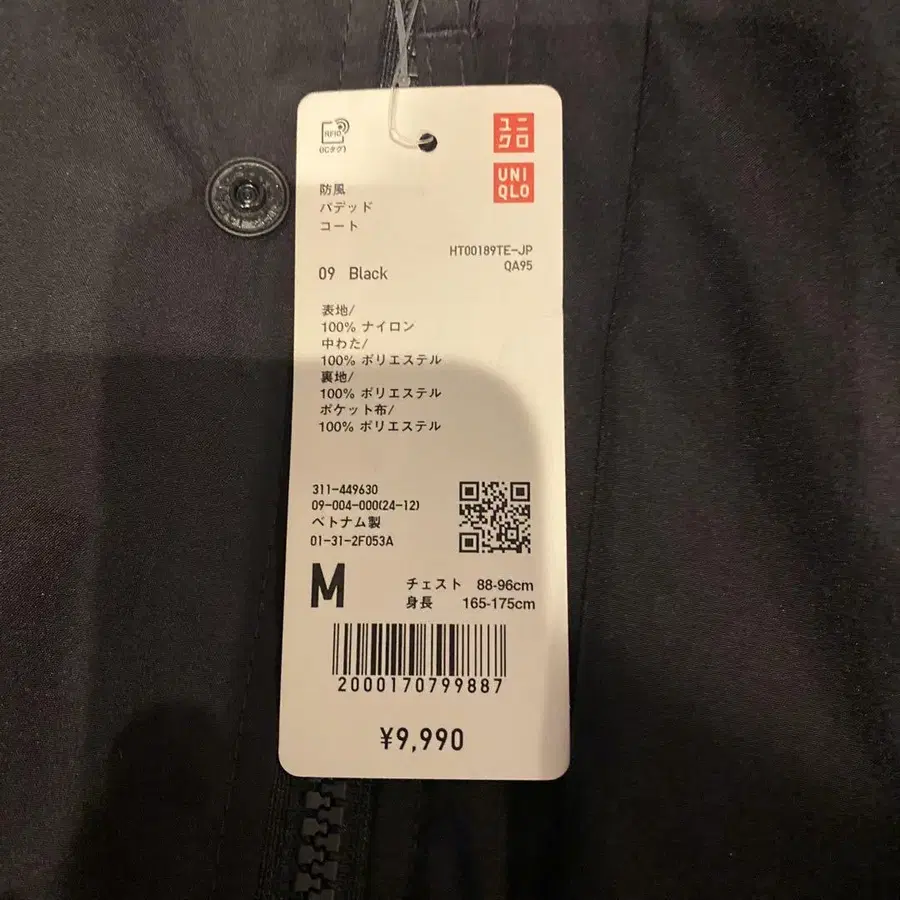 RFID
(ICタグ)
ユニ
クロ
UNI
QLO
防風
パデッド
コート
HT00189TE-JP
QA95
09 Black
表地/
100% ナイロン
中わた/
100% ポリエステル
裏地/
100% ポリエステル
ポケット布/
100% ポリエステル
311-449630
09-004-000(24-12)
ベトナム製
01-31-2F053A
M
チェスト 88-96cm
身長 165-175cm
2000170799887
¥9,990